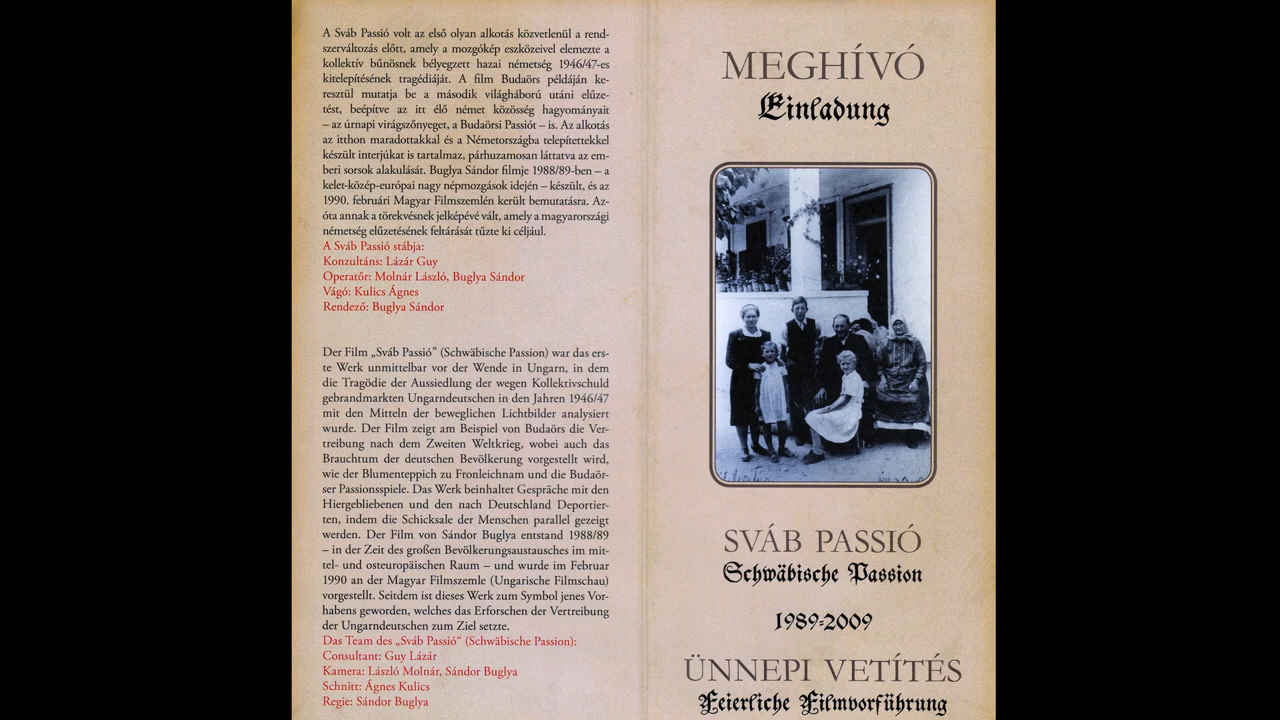 A Sváb Passió volt az első olyan alkotás közvetlenül a rend-
szerváltozás előtt, amely a mozgókép eszközeivel elemezte a
kollektív bűnösnek bélyegzett hazai németség 1946/47-es
kitelepítésének tragédiáját. A film Budaörs példáján ke-
resztül mutatja be a második világháború utáni elűze-
tést, beépítve az itt élő német közösség hagyományait
– az úrnapi virágszőnyeget, a Budaörsi Passiót – is. Az alkotás
az itthon maradottakkal és a Németországba telepítettekkel
készült interjúkat is tartalmaz, párhuzamosan láttatva az em-
beri sorsok alakulását. Buglya Sándor filmje 1988/89-ben – a
kelet-közép-európai nagy népmozgások idején – készült, és az
1990. februári Magyar Filmszemlén került bemutatásra. Az-
óta annak a törekvésnek jelképévé vált, amely a magyarországi
németség elűzetésének feltárását tűzte ki céljául.
A Sváb Passió stábja:
Konzultáns: Lázár Guy
Operatőr: Molnár László, Buglya Sándor
Vágó: Kulics Ágnes
Rendező: Buglya Sándor
Der Film „Sváb Passió” (Schwäbische Passion) war das ers-
te Werk unmittelbar vor der Wende in Ungarn, in dem
die Tragödie der Aussiedlung der wegen Kollektivschuld
gebrandmarkten Ungarndeutschen in den Jahren 1946/47
mit den Mitteln der beweglichen Lichtbilder analysiert
wurde. Der Film zeigt am Beispiel von Budaörs die Ver-
treibung nach dem Zweiten Weltkrieg, wobei auch das
Brauchtum der deutschen Bevölkerung vorgestellt wird,
wie der Blumenteppich zu Fronleichnam und die Budaör-
ser Passionsspiele. Das Werk beinhaltet Gespräche mit den
Hiergebliebenen und den nach Deutschland Deportier-
ten, indem die Schicksale der Menschen parallel gezeigt
werden. Der Film von Sándor Buglya entstand 1988/89
– in der Zeit des großen Bevölkerungsaustausches im mit-
tel- und osteuropäischen Raum – und wurde im Februar
1990 an der Magyar Filmszemle (Ungarische Filmschau)
vorgestellt. Seitdem ist dieses Werk zum Symbol jenes Vor-
habens geworden, welches das Erforschen der Vertreibung
der Ungarndeutschen zum Ziel setzte.
Das Team des „Sváb Passió“ (Schwäbische Passion):
Consultant: Guy Lázár
Kamera: László Molnár, Sándor Buglya
Schnitt: Ágnes Kulics
Regie: Sándor Buglya
MEGHÍVÓ
Einladung
SVÁB PASSIÓ
Schwäbische Passion
1989-2009
ÜNNEPI VETÍTÉS
Feierliche Filmvorführung